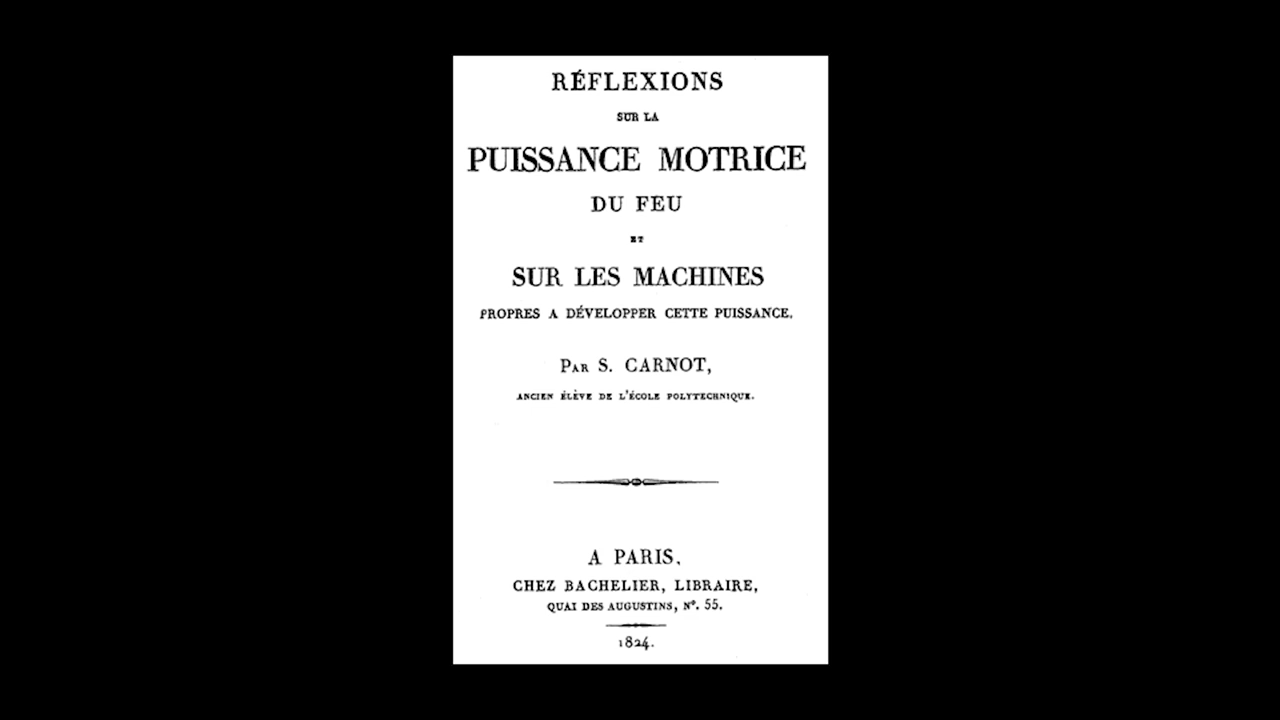 RÉFLEXIONS
SUR LA
PUISSANCE MOTRICE
DU FEU
ET
SUR LES MACHINES
PROPRES A DÉVELOPPER CETTE PUISSANCE.
PAR S. CARNOT,
ANCIEN ÉLÈVE DE L'ÉCOLE POLYTECHNIQUE.
A PARIS,
CHEZ BACHELIER, LIBRAIRE,
QUAI DES AUGUSTINS, Nº. 55.
1824.